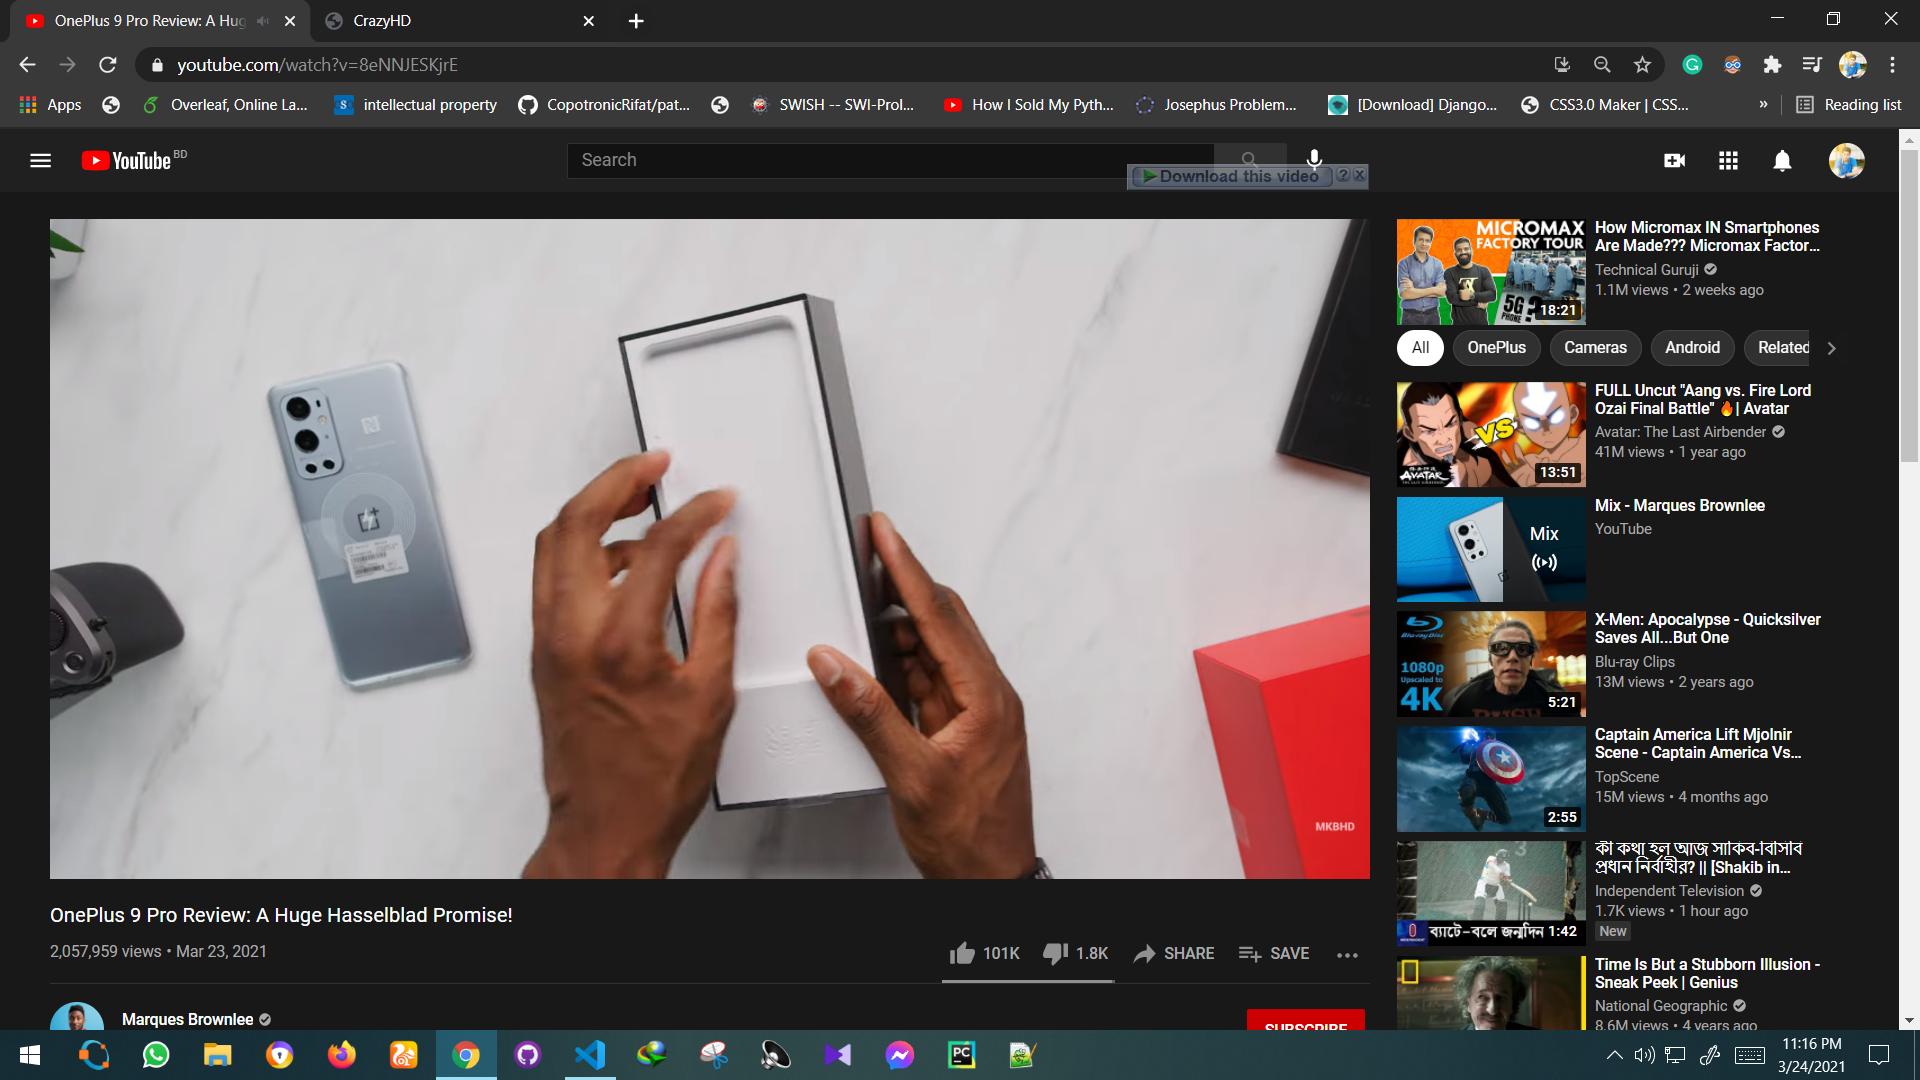 OnePlus 9 Pro Review: A Hug
CrazyHD
youtube.com/watch?v=8eNNJESKjrE
Apps
Overleaf, Online La...
intellectual property
CopotronicRifat/pat...
SWISH -- SWI-Prol...
How I Sold My Pyth...
Josephus Problem...
[Download] Django...
CSS3.0 Maker | CSS...
»
Reading list
YouTube BD
Search
Download this video
MKBHD
OnePlus 9 Pro Review: A Huge Hasselblad Promise!
2,057,959 views • Mar 23, 2021
101K
1.8K
SHARE
SAVE
Marques Brownlee
SUBSCRIBE
MICROMAX
FACTORY TOUR
5G ?
PHONE
18:21
How Micromax IN Smartphones
Are Made??? Micromax Factor...
Technical Guruji
1.1M views • 2 weeks ago
All
OnePlus
Cameras
Android
Related
VS
AVATAR
13:51
FULL Uncut "Aang vs. Fire Lord
Ozai Final Battle" 🔥| Avatar
Avatar: The Last Airbender
41M views • 1 year ago
Mix
Mix - Marques Brownlee
YouTube
Blu-ray Disc
1080p
Upscaled to
4K
5:21
X-Men: Apocalypse - Quicksilver
Saves All...But One
Blu-ray Clips
13M views • 2 years ago
2:55
Captain America Lift Mjolnir
Scene - Captain America Vs...
TopScene
15M views • 4 months ago
ব্যাটে-বলে জন্মদিন
1:42
কী কথা হল আজ সাকিব-বিসিবি
প্রধান নির্বাহীর? || [Shakib in...
Independent Television
1.7K views • 1 hour ago
New
Time Is But a Stubborn Illusion -
Sneak Peek | Genius
National Geographic
8.6M views • 4 years ago
PC
11:16 PM
3/24/2021